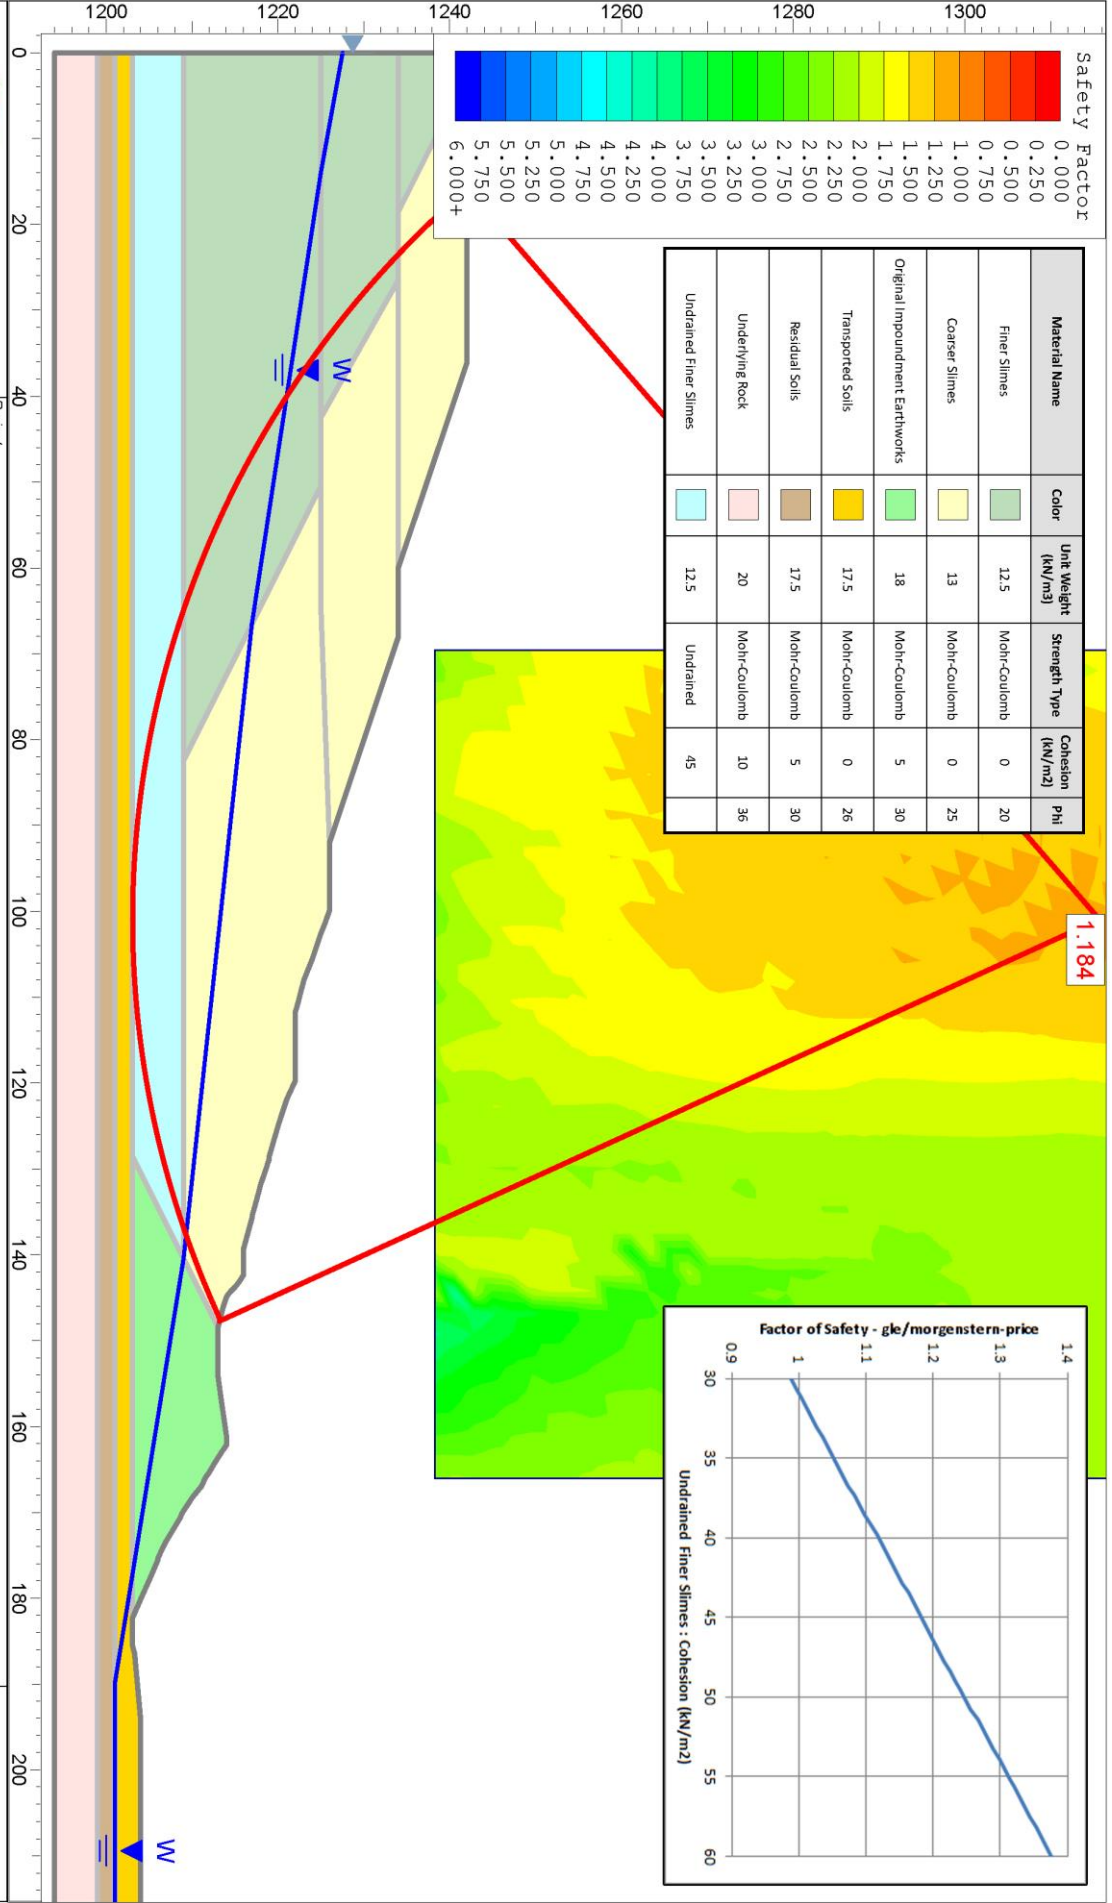 Safety Factor
0.000
0.250
0.500
0.750
1.000
1.250
1.500
1.750
2.000
2.250
2.500
2.750
3.000
3.250
3.500
3.750
4.000
4.250
4.500
4.750
5.000
5.250
5.500
5.750
6.000+
Material Name Color Unit Weight (kN/m3) Strength Type Cohesion (kN/m2) Phi
Finer Slimes 12.5 Mohr-Coulomb 0 20
Coarser Slimes 13 Mohr-Coulomb 0 25
Original Impoundment Earthworks 18 Mohr-Coulomb 5 30
Transported Soils 17.5 Mohr-Coulomb 0 26
Residual Soils 17.5 Mohr-Coulomb 5 30
Underlying Rock 20 Mohr-Coulomb 10 36
Undrained Finer Slimes 12.5 Undrained 45
1.184
Factor of Safety - gle/morgenstern-price
1.4
1.3
1.2
1.1
1
0.9
30 35 40 45 50 55 60
Undrained Finer Slimes : Cohesion (kN/m2)
1300
1280
1260
1240
1220
1200
W
W
0 20 40 60 80 100 120 140 160 180 200